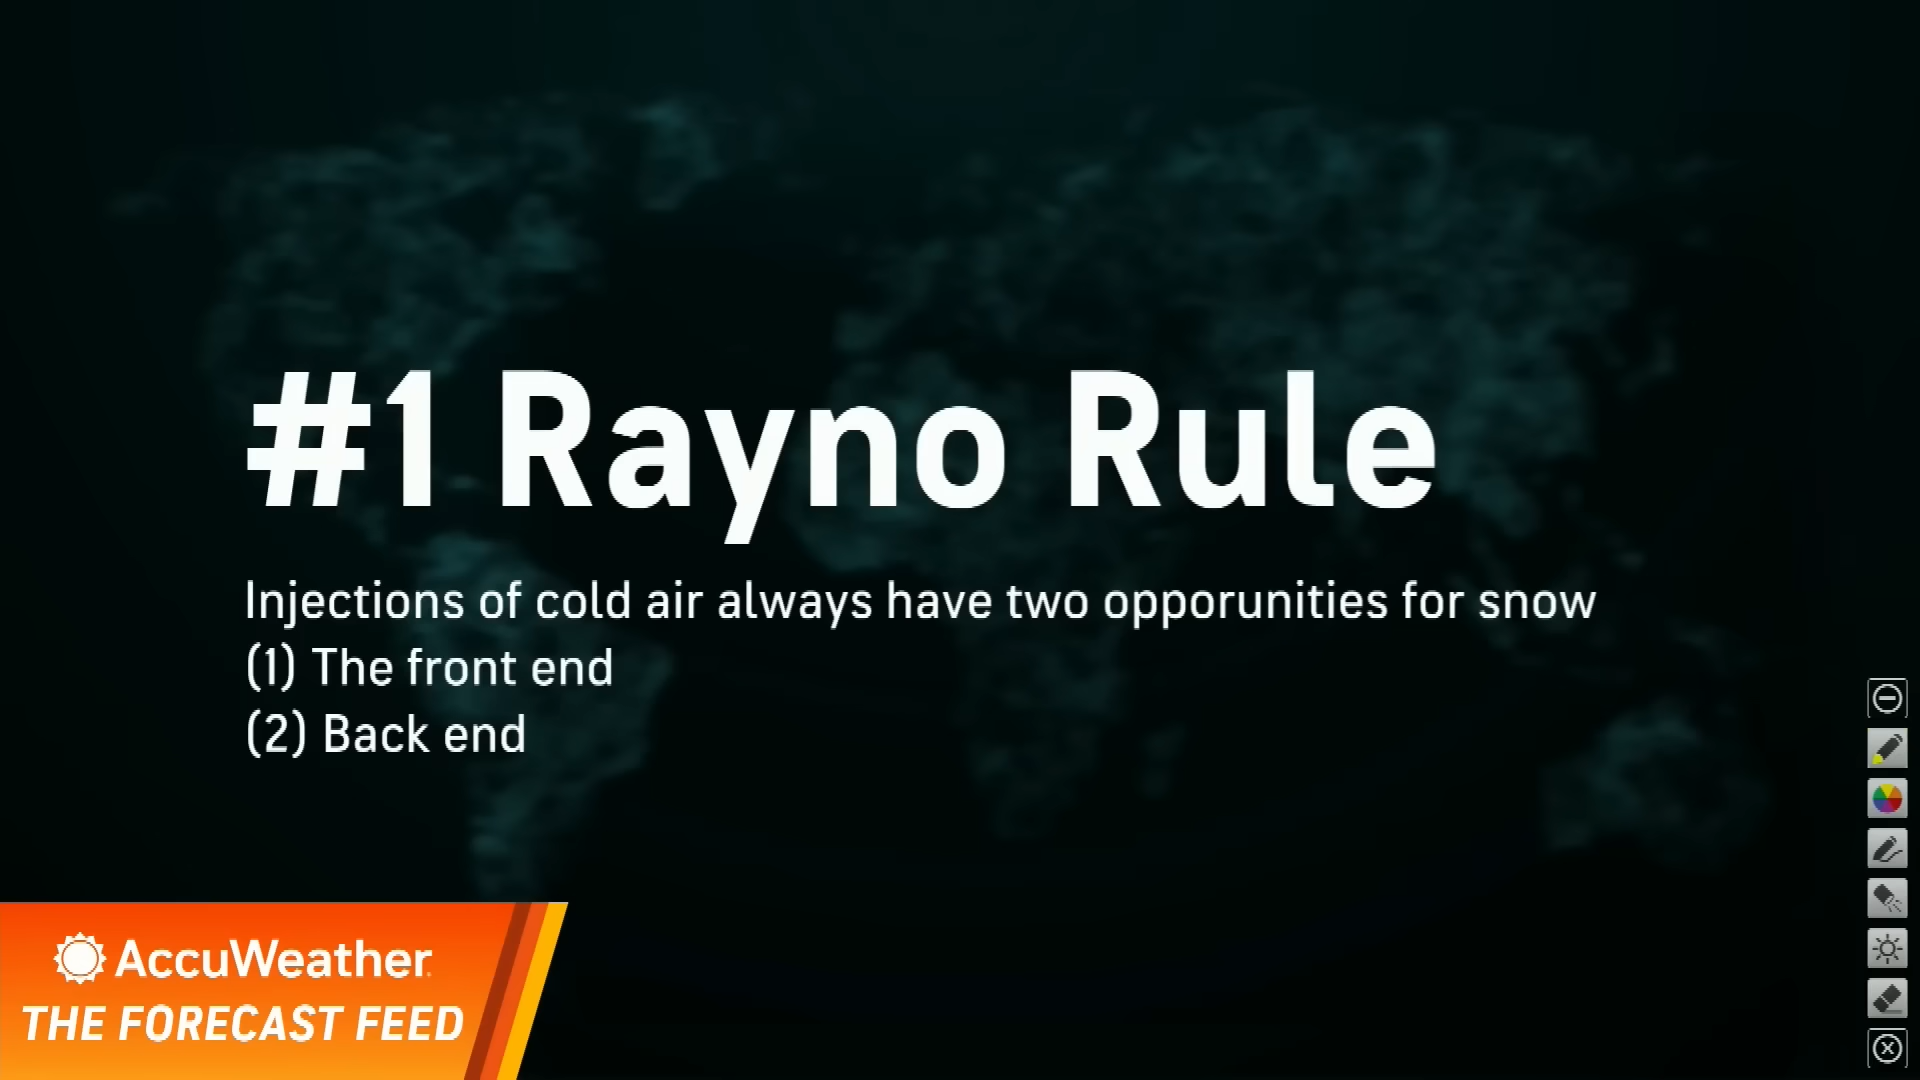 #1 Rayno Rule
Injections of cold air always have two opporunities for snow
(1) The front end
(2) Back end
AccuWeather
THE FORECAST FEED